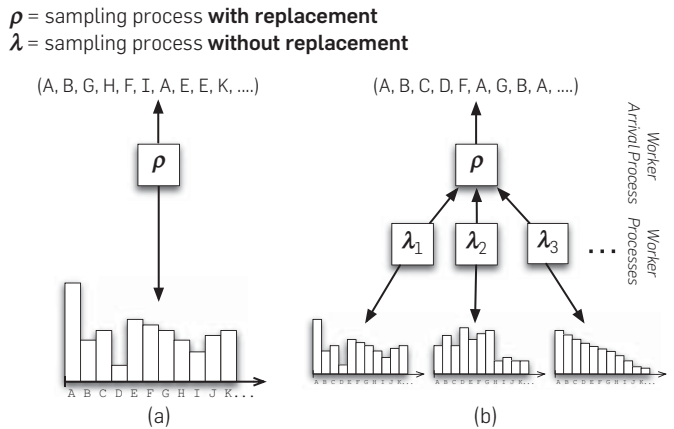 ρ = sampling process with replacement
λ = sampling process without replacement
(A, B, G, H, F, I, A, E, E, K, ....)
(A, B, C, D, F, A, G, B, A, ....)
ρ
ρ
Worker
Arrival Process
λ1
λ2
λ3
...
Worker
Processes
A B C D E F G H I J K...
A B C D E F G H I J K...
A B C D E F G H I J K...
A B C D E F G H I J K...
(a)
(b)